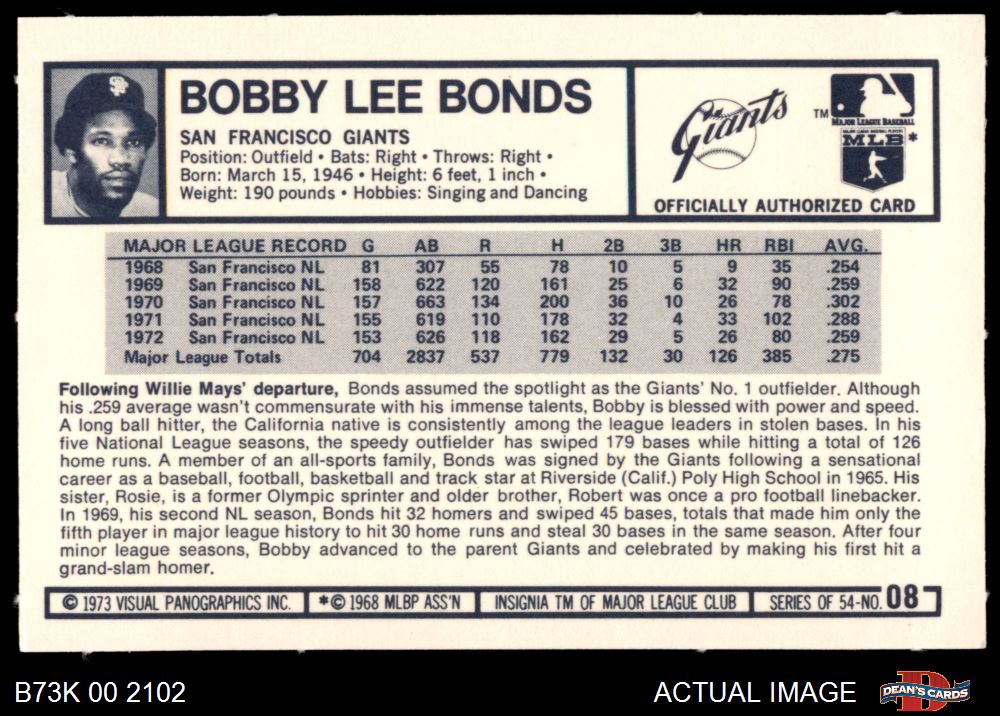 BOBBY LEE BONDS
SAN FRANCISCO GIANTS
Position: Outfield • Bats: Right • Throws: Right •
Born: March 15, 1946 • Height: 6 feet, 1 inch •
Weight: 190 pounds • Hobbies: Singing and Dancing
SF
Giants
TM
MAJOR LEAGUE BASEBALL
MAJOR LEAGUE BASEBALL PLAYERS
MLB*
OFFICIALLY AUTHORIZED CARD
MAJOR LEAGUE RECORD G AB R H 2B 3B HR RBI AVG.
1968 San Francisco NL 81 307 55 78 10 5 9 35 .254
1969 San Francisco NL 158 622 120 161 25 6 32 90 .259
1970 San Francisco NL 157 663 134 200 36 10 26 78 .302
1971 San Francisco NL 155 619 110 178 32 4 33 102 .288
1972 San Francisco NL 153 626 118 162 29 5 26 80 .259
Major League Totals 704 2837 537 779 132 30 126 385 .275
Following Willie Mays' departure, Bonds assumed the spotlight as the Giants' No. 1 outfielder. Although
his .259 average wasn't commensurate with his immense talents, Bobby is blessed with power and speed.
A long ball hitter, the California native is consistently among the league leaders in stolen bases. In his
five National League seasons, the speedy outfielder has swiped 179 bases while hitting a total of 126
home runs. A member of an all-sports family, Bonds was signed by the Giants following a sensational
career as a baseball, football, basketball and track star at Riverside (Calif.) Poly High School in 1965. His
sister, Rosie, is a former Olympic sprinter and older brother, Robert was once a pro football linebacker.
In 1969, his second NL season, Bonds hit 32 homers and swiped 45 bases, totals that made him only the
fifth player in major league history to hit 30 home runs and steal 30 bases in the same season. After four
minor league seasons, Bobby advanced to the parent Giants and celebrated by making his first hit a
grand-slam homer.
© 1973 VISUAL PANOGRAPHICS INC. *© 1968 MLBP ASS'N INSIGNIA TM OF MAJOR LEAGUE CLUB SERIES OF 54-NO. 08
B73K 00 2102 ACTUAL IMAGE D DEAN'S CARDS